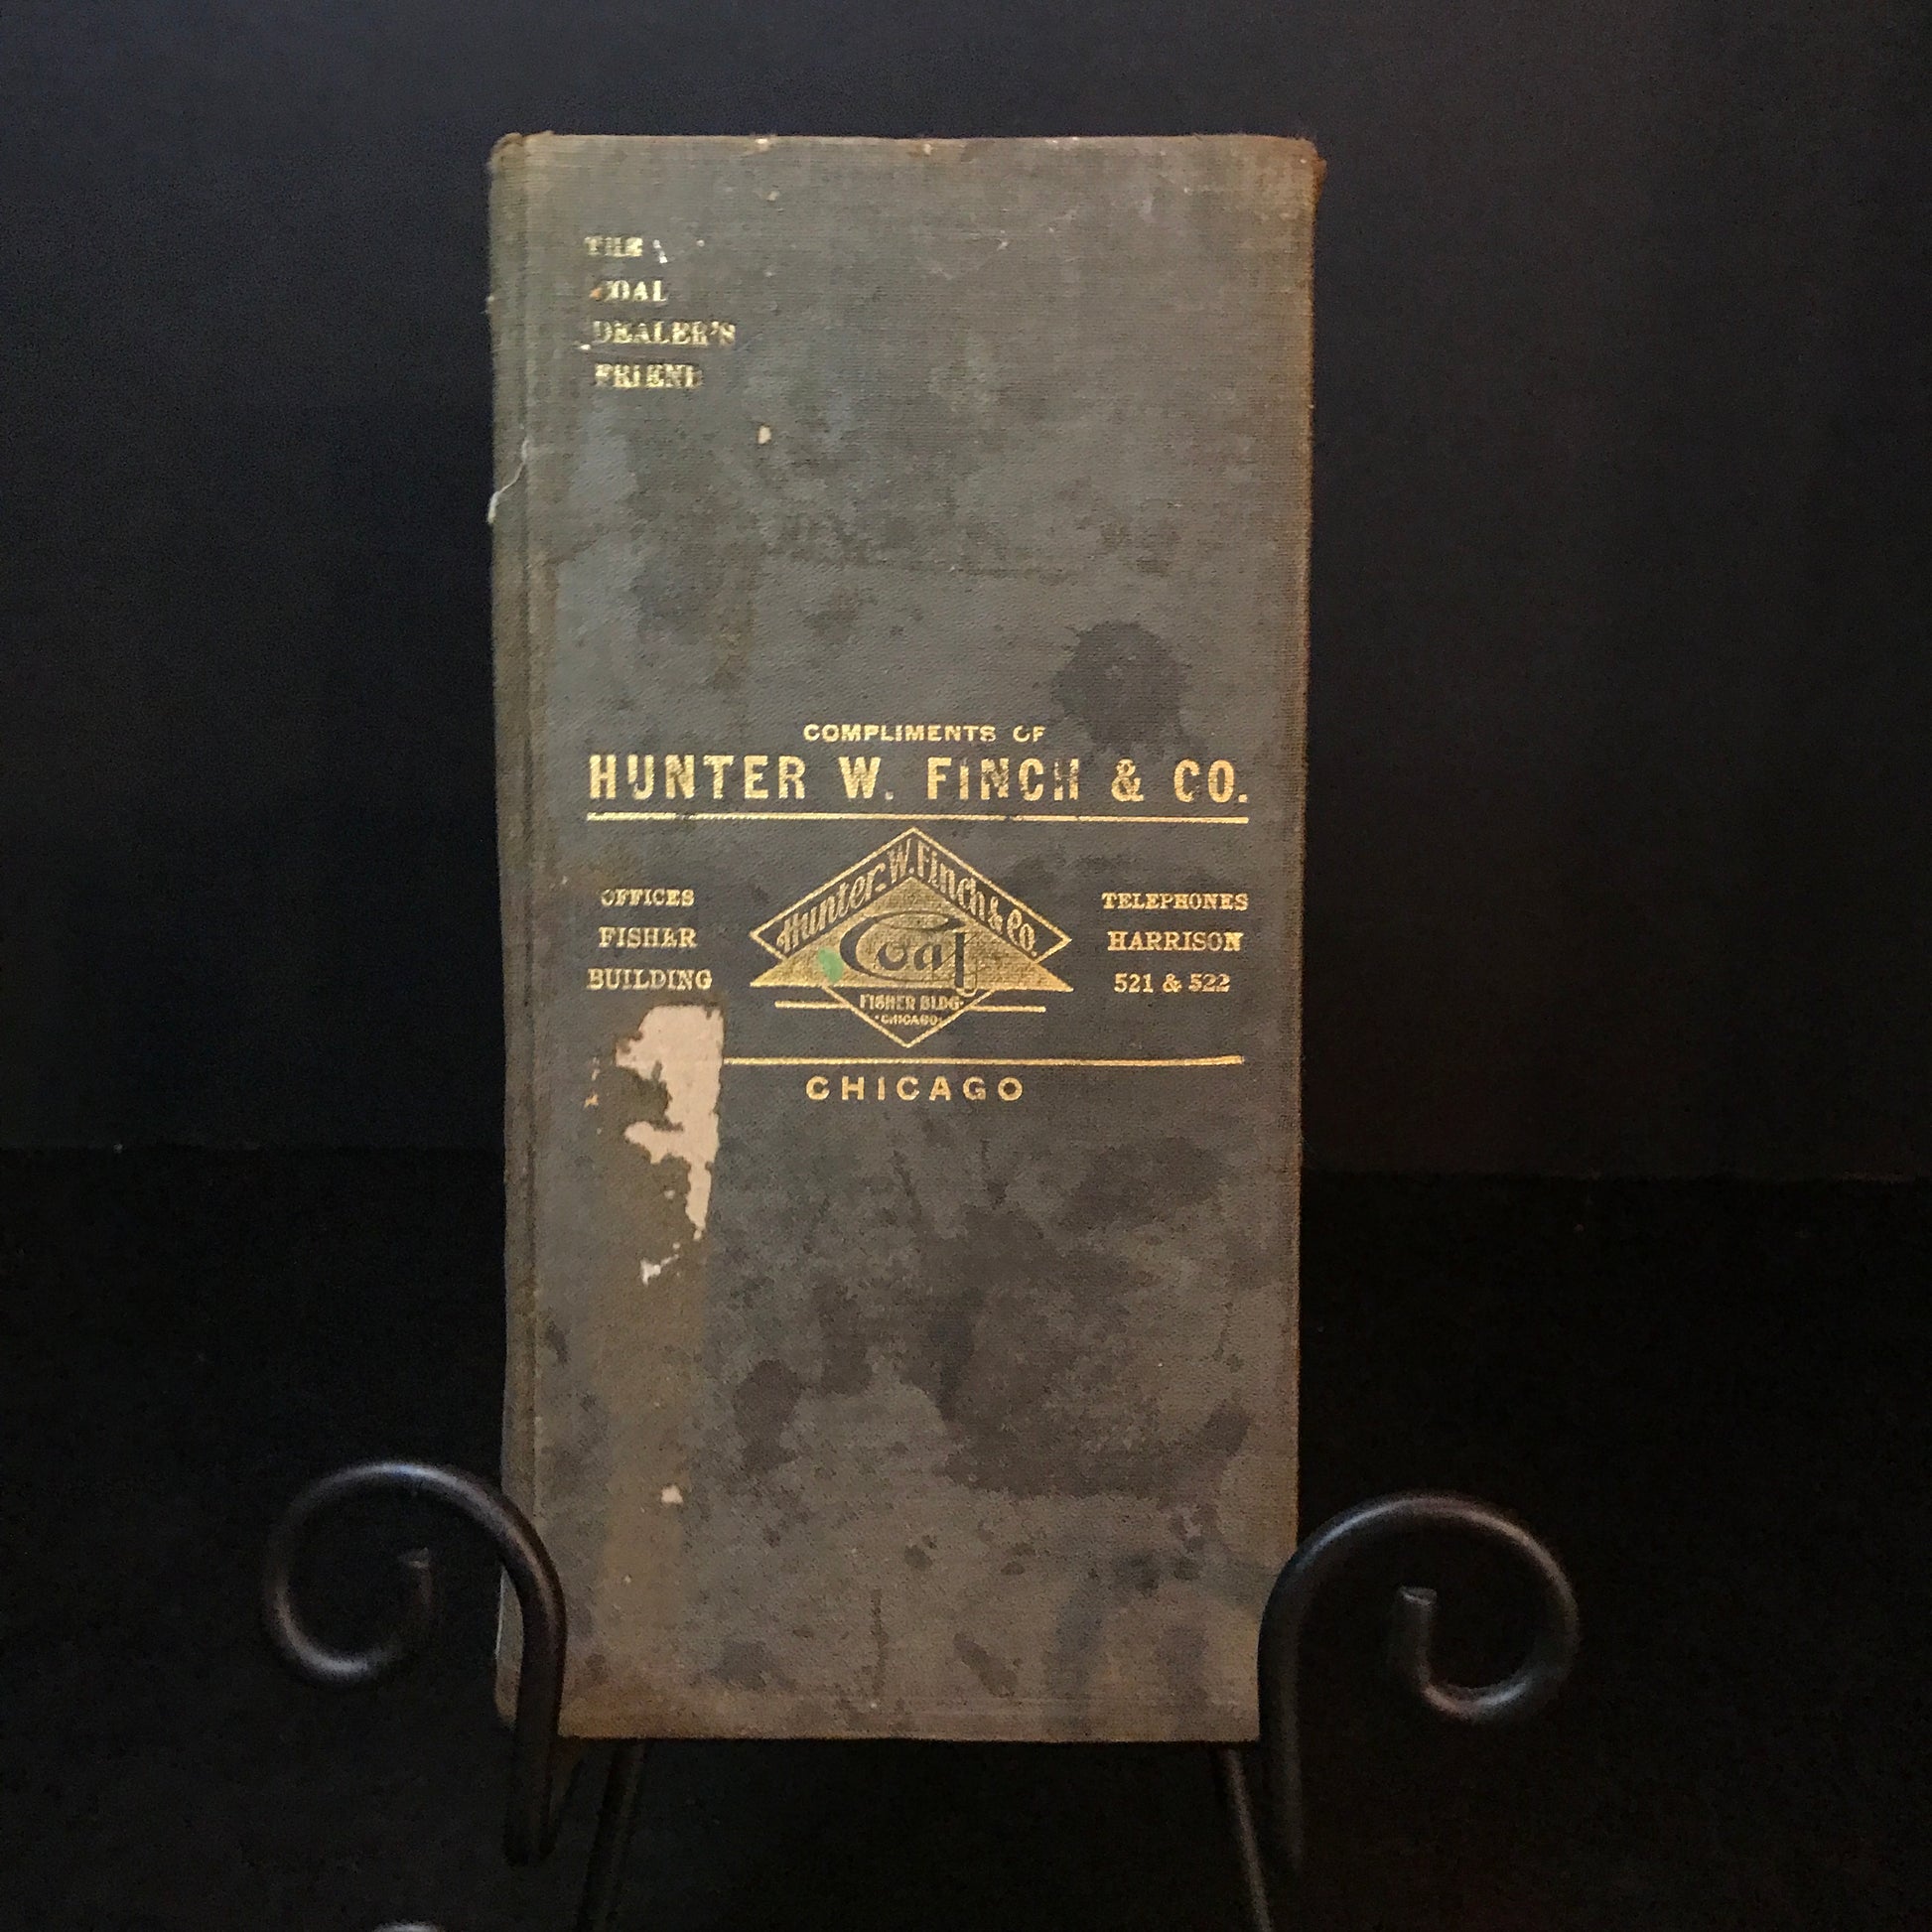 THE
COAL
DEALER'S
FRIEND
COMPLIMENTS OF
HUNTER W. FINCH & CO.
OFFICES
FISHER
BUILDING
Hunter W. Finch & Co.
Coal
FISHER BLDG.
CHICAGO
TELEPHONES
HARRISON
521 & 522
CHICAGO